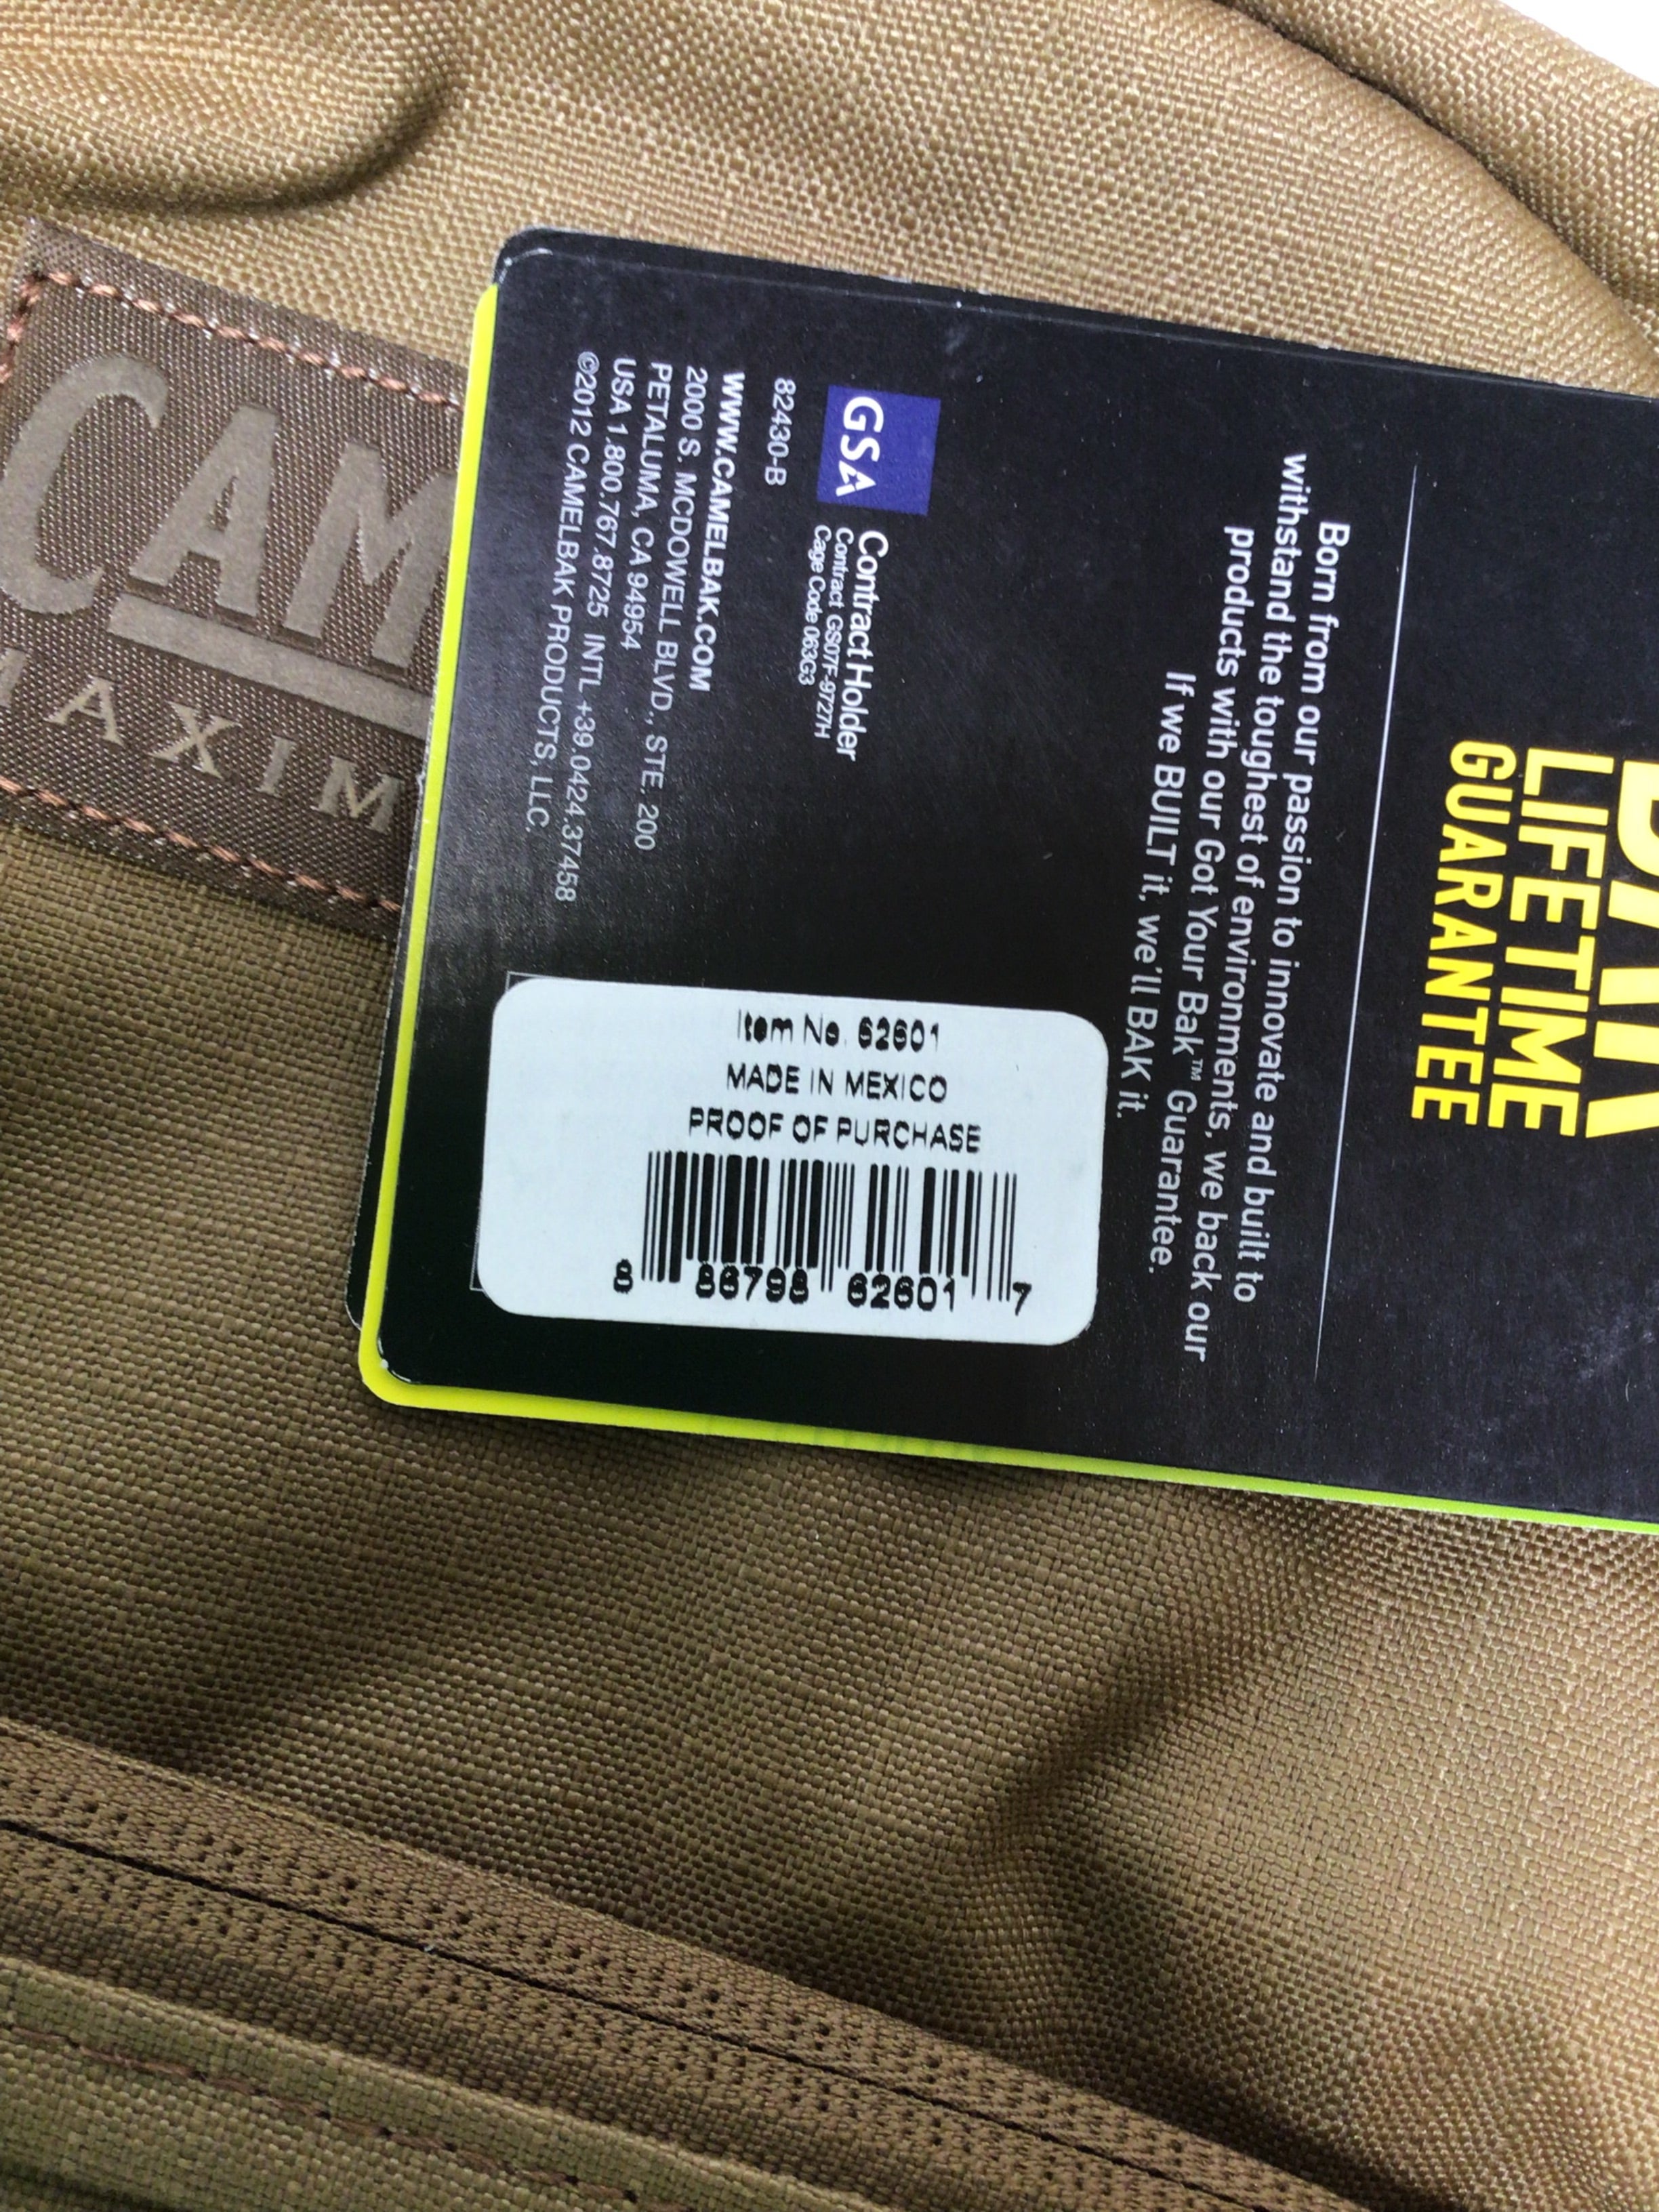 CAM
MAXIM
LIFETIME
GUARANTEE
Born from our passion to innovate and built to
withstand the toughest of environments, we back our
products with our Got Your Bak™ Guarantee.
If we BUILT it, we'll BAK it.
GSA
Contract Holder
Contract GS07F-9727H
Cage Code 063G3
82430-B
WWW.CAMELBAK.COM
2000 S. MCDOWELL BLVD., STE. 200
PETALUMA, CA 94954
USA 1.800.767.8725 INTL +39.0424.37458
©2012 CAMELBAK PRODUCTS, LLC.
Item No. 62601
MADE IN MEXICO
PROOF OF PURCHASE
8 86798 62601 7